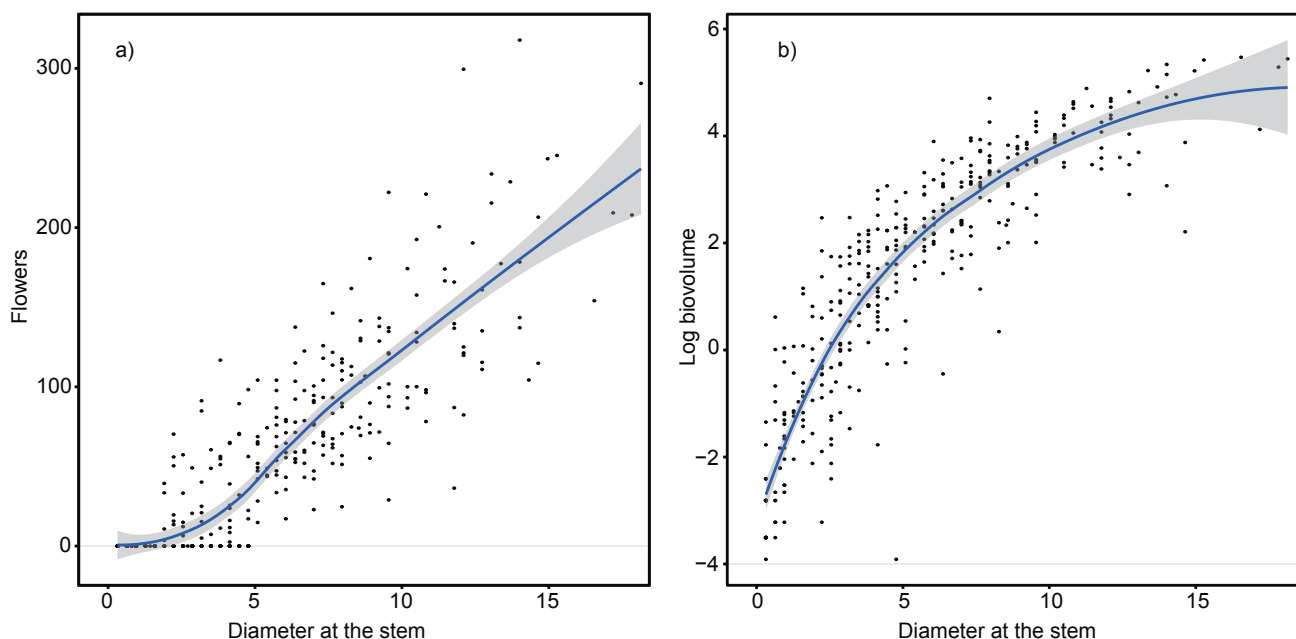 a)
Flowers
300
200
100
0
0 5 10 15
Diameter at the stem
b)
Log biovolume
6
4
2
0
−2
−4
0 5 10 15
Diameter at the stem